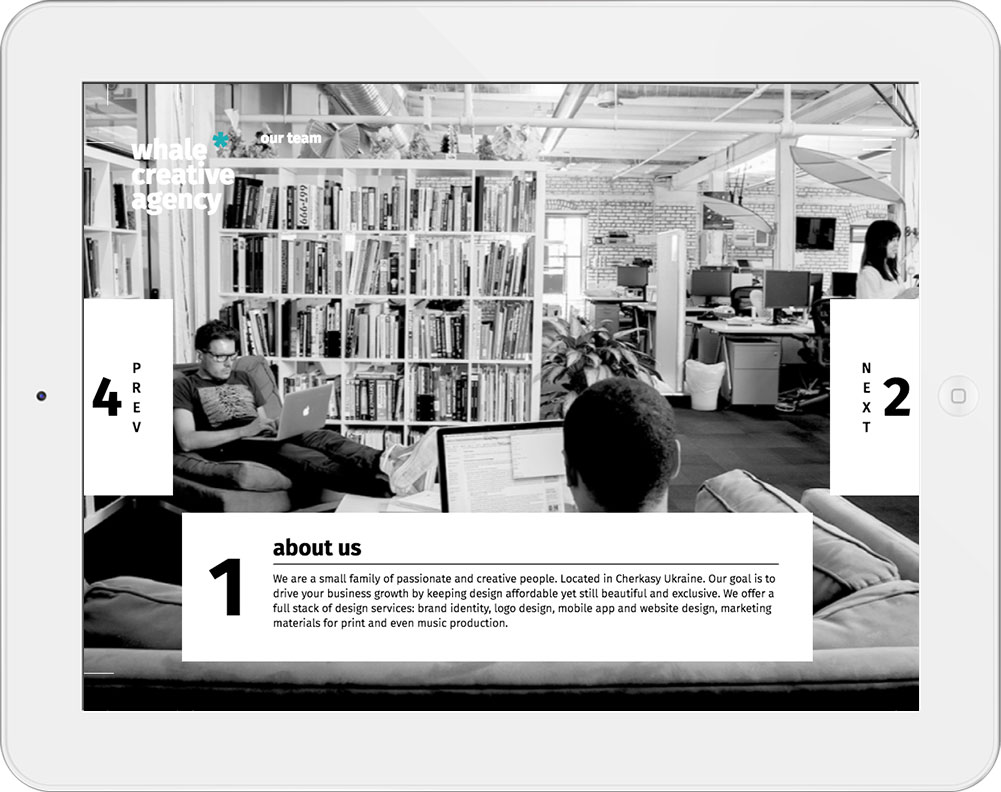 whale*
creative
agency
our team
4
PREV
NEXT
2
1
about us
We are a small family of passionate and creative people. Located in Cherkasy Ukraine. Our goal is to
drive your business growth by keeping design affordable yet still beautiful and exclusive. We offer a
full stack of design services: brand identity, logo design, mobile app and website design, marketing
materials for print and even music production.